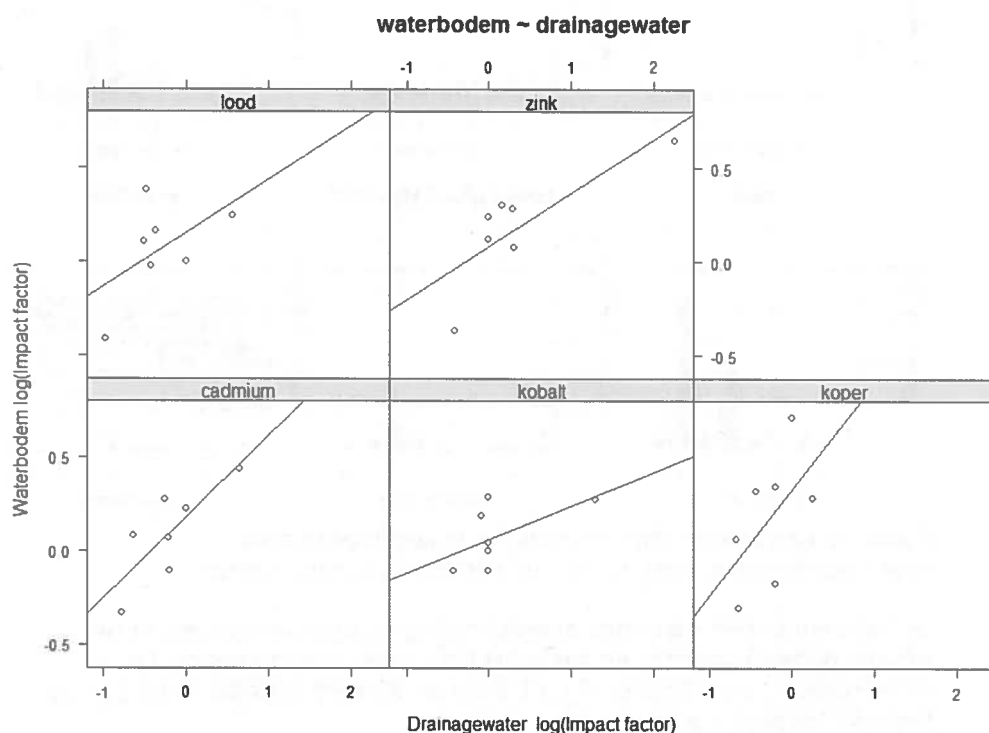 waterbodem ~ drainagewater
-1 0 1 2
lood zink
0.5
0.0
-0.5
cadmium kobalt koper
0.5
0.0
-0.5
-1 0 1 2 -1 0 1 2
Waterbodem log(Impact factor)
Drainagewater log(Impact factor)